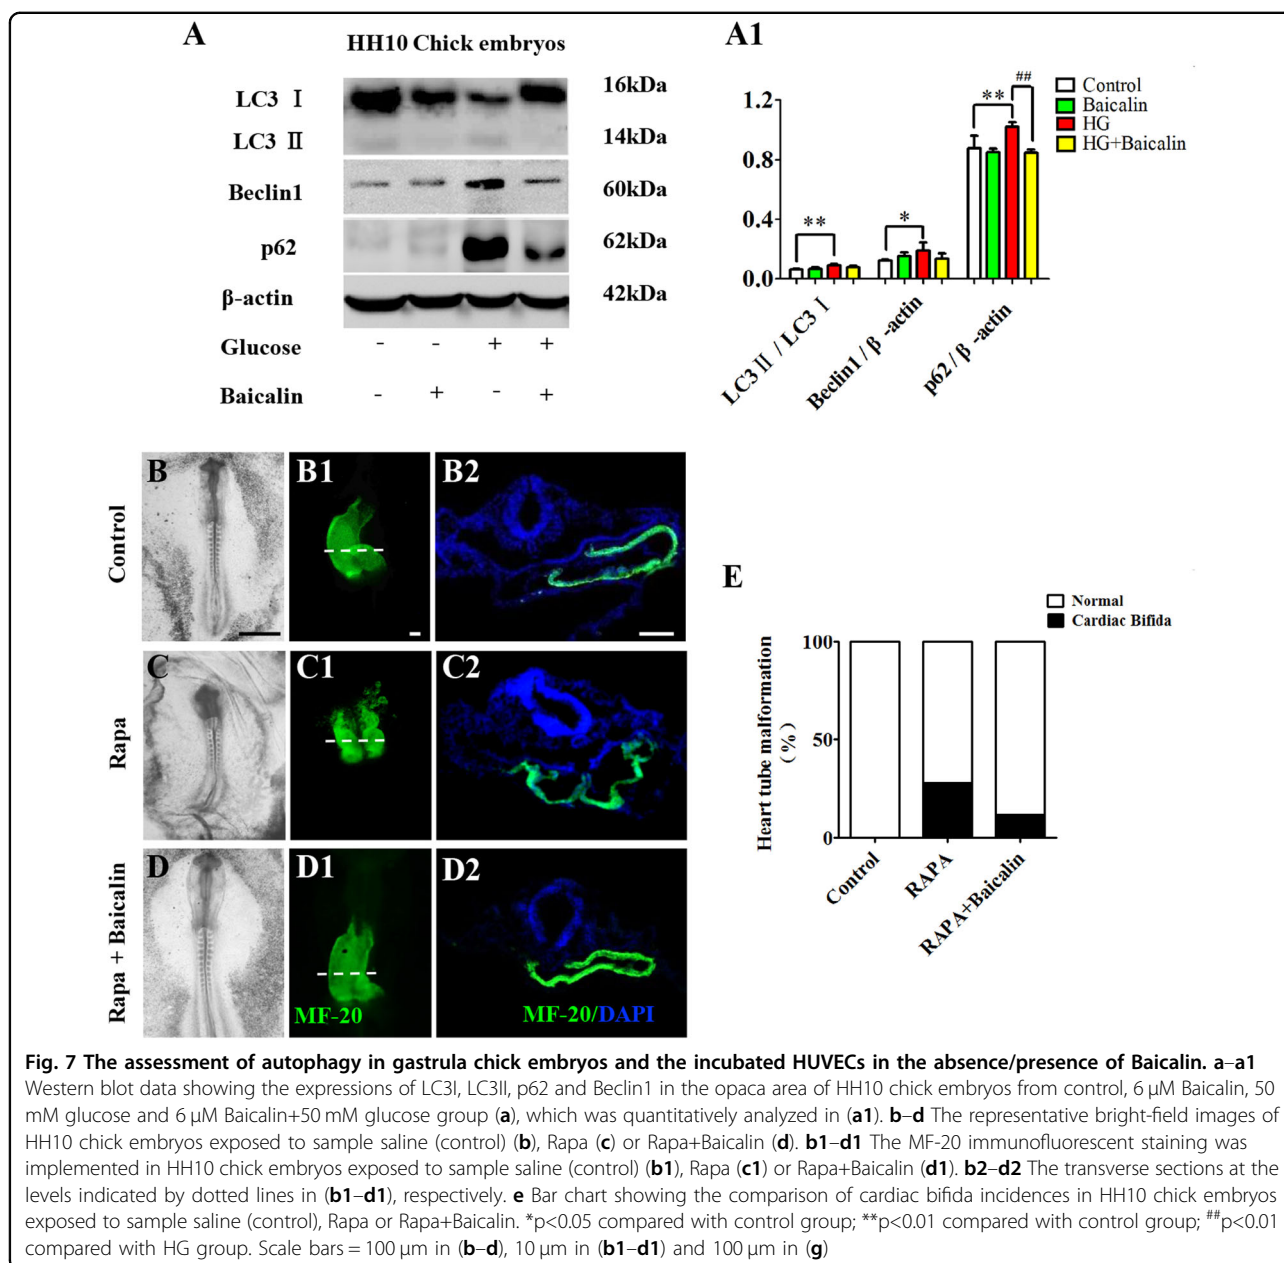 A
HH10 Chick embryos
LC3 Ⅰ
16kDa
LC3 Ⅱ
14kDa
Beclin1
60kDa
p62
62kDa
β-actin
42kDa
Glucose - - + +
Baicalin - + - +
A1
Control
Baicalin
HG
HG+Baicalin
1.2
0.8
0.4
0.0
**
*
**
##
LC3Ⅱ/LC3Ⅰ
Beclin1/β-actin
p62/β-actin
Control
B
B1
B2
Rapa
C
C1
C2
Rapa + Baicalin
D
D1
D2
MF-20
MF-20/DAPI
E
Normal
Cardiac Bifida
Heart tube malformation
(%)
100
50
0
Control
RAPA
RAPA+Baicalin
Fig. 7 The assessment of autophagy in gastrula chick embryos and the incubated HUVECs in the absence/presence of Baicalin. a–a1
Western blot data showing the expressions of LC3I, LC3II, p62 and Beclin1 in the opaca area of HH10 chick embryos from control, 6 μM Baicalin, 50
mM glucose and 6 μM Baicalin+50 mM glucose group (a), which was quantitatively analyzed in (a1). b–d The representative bright-field images of
HH10 chick embryos exposed to sample saline (control) (b), Rapa (c) or Rapa+Baicalin (d). b1–d1 The MF-20 immunofluorescent staining was
implemented in HH10 chick embryos exposed to sample saline (control) (b1), Rapa (c1) or Rapa+Baicalin (d1). b2–d2 The transverse sections at the
levels indicated by dotted lines in (b1–d1), respectively. e Bar chart showing the comparison of cardiac bifida incidences in HH10 chick embryos
exposed to sample saline (control), Rapa or Rapa+Baicalin. *p<0.05 compared with control group; **p<0.01 compared with control group; ##p<0.01
compared with HG group. Scale bars = 100 μm in (b–d), 10 μm in (b1–d1) and 100 μm in (g)